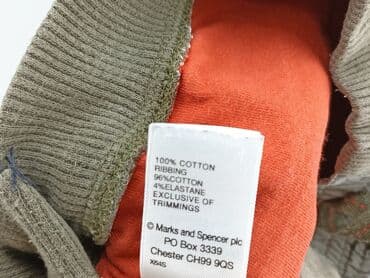 100% COTTON
RIBBING
96%COTTON
4%ELASTANE
EXCLUSIVE OF
TRIMMINGS
© Marks and Spencer plc
PO Box 3339
Chester CH99 9QS